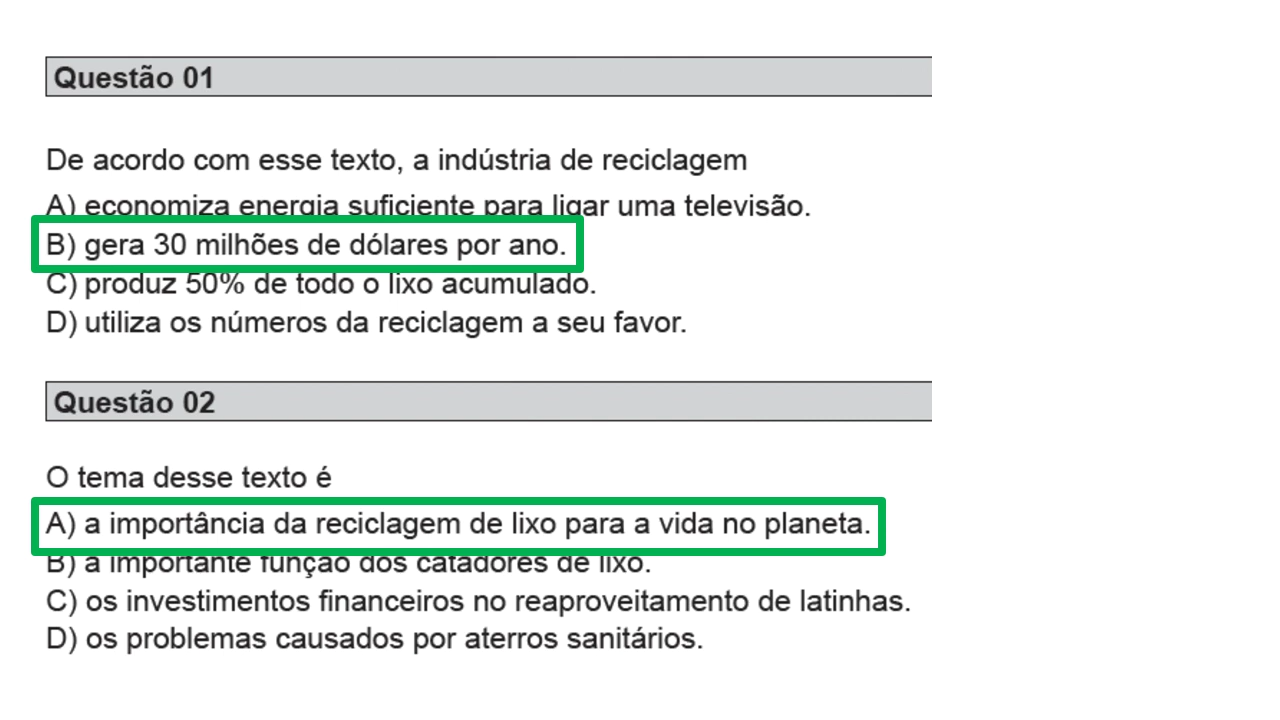 Questão 01
De acordo com esse texto, a indústria de reciclagem
A) economiza energia suficiente para ligar uma televisão.
B) gera 30 milhões de dólares por ano.
C) produz 50% de todo o lixo acumulado.
D) utiliza os números da reciclagem a seu favor.
Questão 02
O tema desse texto é
A) a importância da reciclagem de lixo para a vida no planeta.
B) a importante função dos catadores de lixo.
C) os investimentos financeiros no reaproveitamento de latinhas.
D) os problemas causados por aterros sanitários.